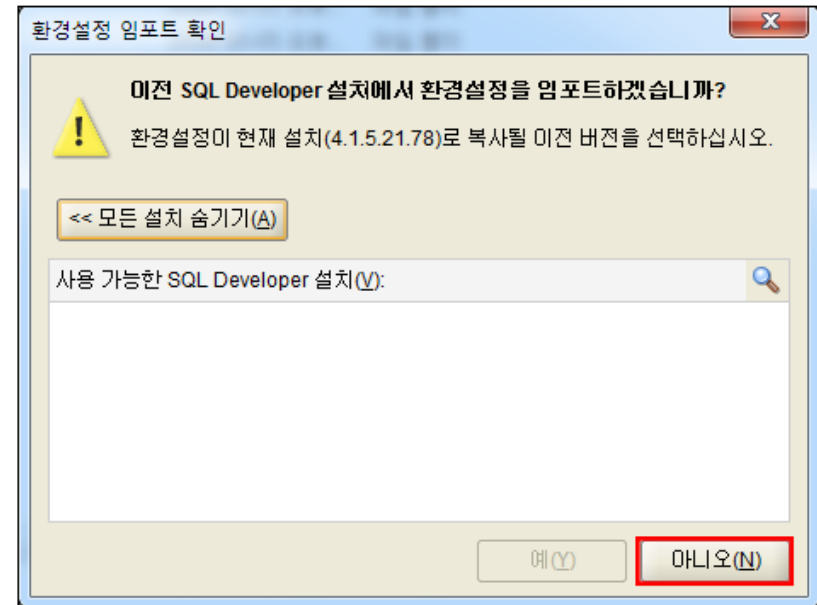 환경설정 임포트 확인
이전 SQL Developer 설치에서 환경설정을 임포트하겠습니까?
환경설정이 현재 설치(4.1.5.21.78)로 복사될 이전 버전을 선택하십시오.
<< 모든 설치 숨기기(A)
사용 가능한 SQL Developer 설치(V):
예(Y)
아니오(N)